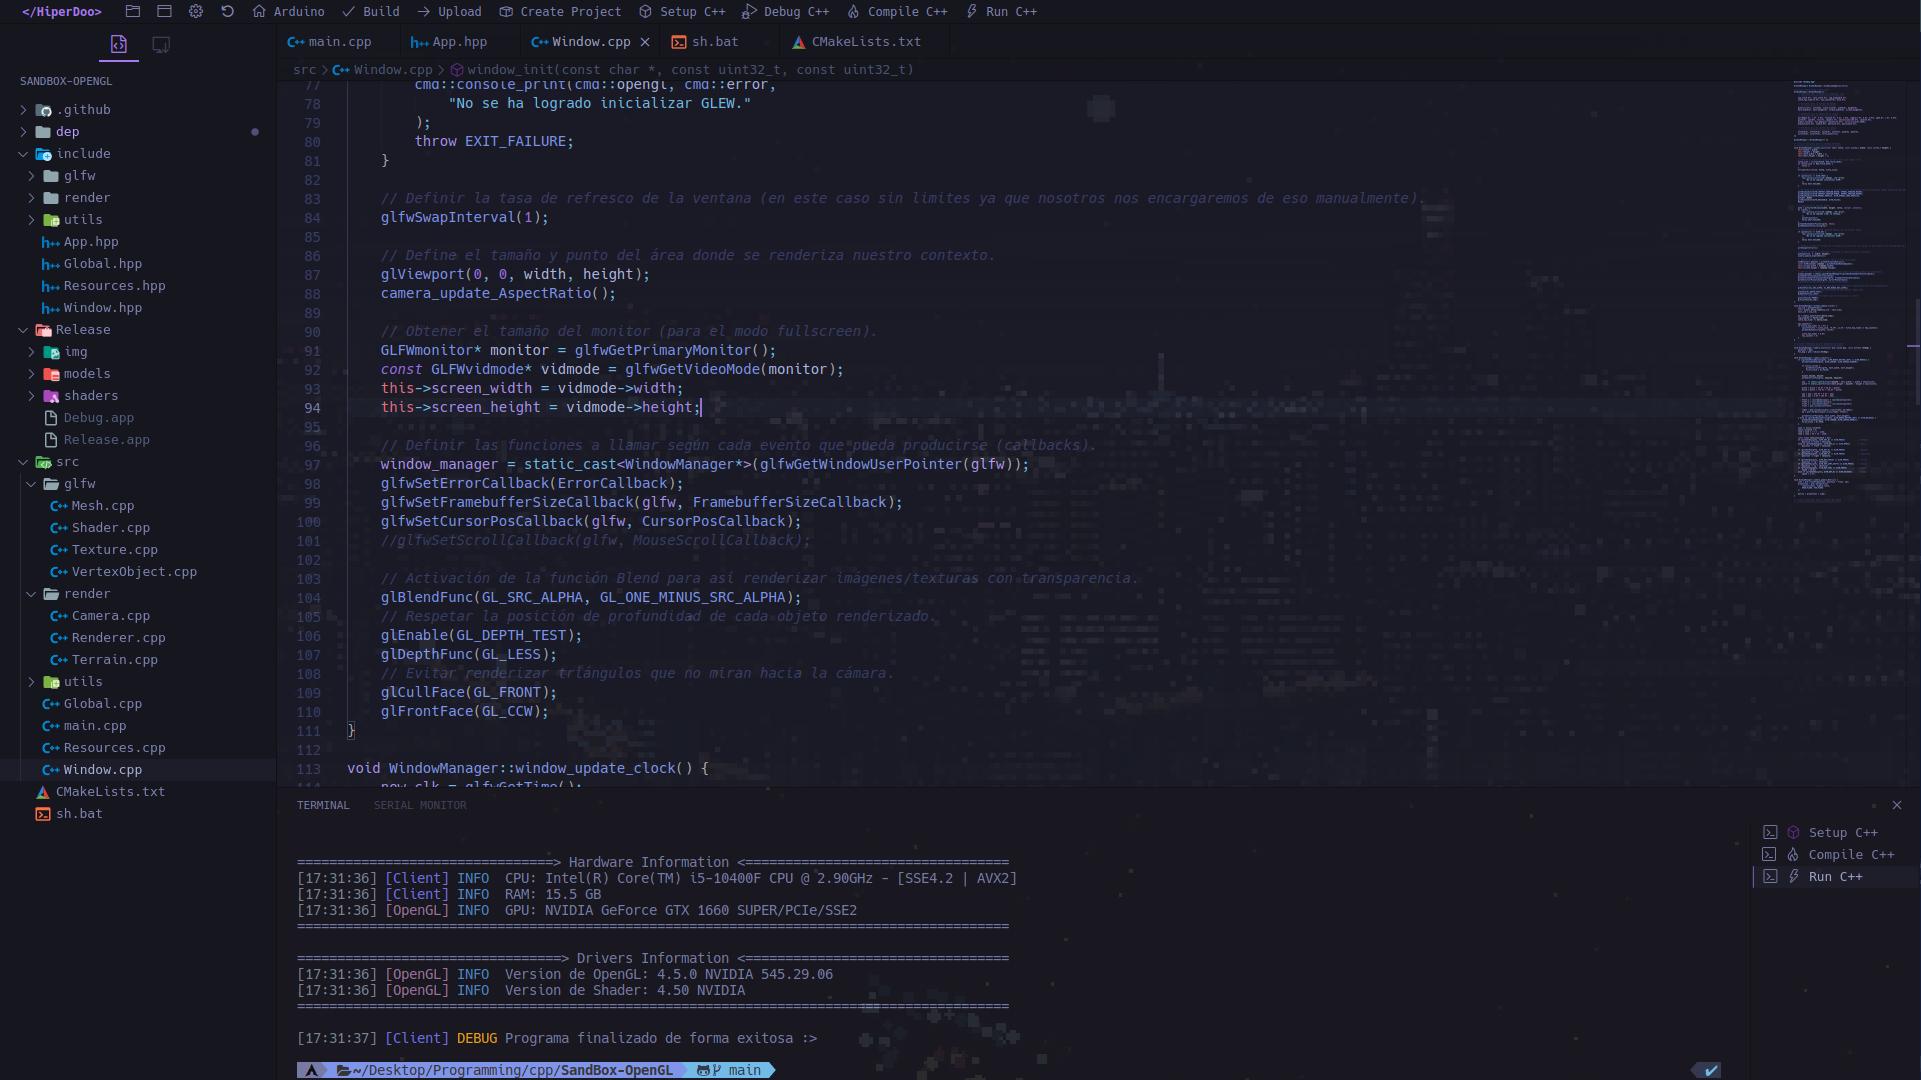 </HiperDoo> Arduino Build Upload Create Project Setup C++ Debug C++ Compile C++ Run C++
main.cpp App.hpp Window.cpp sh.bat CMakeLists.txt
src > Window.cpp > window_init(const char *, const uint32_t, const uint32_t)
SANDBOX-OPENGL
.github
dep
include
glfw
render
utils
App.hpp
Global.hpp
Resources.hpp
Window.hpp
Release
img
models
shaders
Debug.app
Release.app
src
glfw
Mesh.cpp
Shader.cpp
Texture.cpp
VertexObject.cpp
render
Camera.cpp
Renderer.cpp
Terrain.cpp
utils
Global.cpp
main.cpp
Resources.cpp
Window.cpp
CMakeLists.txt
sh.bat
77 cmd::console_print(cmd::opengl, cmd::error,
78 "No se ha logrado inicializar GLEW."
79 );
80 throw EXIT_FAILURE;
81 }
82
83 // Definir la tasa de refresco de la ventana (en este caso sin limites ya que nosotros nos encargaremos de eso manualmente).
84 glfwSwapInterval(1);
85
86 // Define el tamaño y punto del área donde se renderiza nuestro contexto.
87 glViewport(0, 0, width, height);
88 camera_update_AspectRatio();
89
90 // Obtener el tamaño del monitor (para el modo fullscreen).
91 GLFWmonitor* monitor = glfwGetPrimaryMonitor();
92 const GLFWvidmode* vidmode = glfwGetVideoMode(monitor);
93 this->screen_width = vidmode->width;
94 this->screen_height = vidmode->height;
95
96 // Definir las funciones a llamar según cada evento que pueda producirse (callbacks).
97 window_manager = static_cast<WindowManager*>(glfwGetWindowUserPointer(glfw));
98 glfwSetErrorCallback(ErrorCallback);
99 glfwSetFramebufferSizeCallback(glfw, FramebufferSizeCallback);
100 glfwSetCursorPosCallback(glfw, CursorPosCallback);
101 //glfwSetScrollCallback(glfw, MouseScrollCallback);
102
103 // Activación de la función Blend para así renderizar imágenes/texturas con transparencia.
104 glBlendFunc(GL_SRC_ALPHA, GL_ONE_MINUS_SRC_ALPHA);
105 // Respetar la posición de profundidad de cada objeto renderizado.
106 glEnable(GL_DEPTH_TEST);
107 glDepthFunc(GL_LESS);
108 // Evitar renderizar triángulos que no miran hacia la cámara.
109 glCullFace(GL_FRONT);
110 glFrontFace(GL_CCW);
111 }
112
113 void WindowManager::window_update_clock() {
114 new_clk = glfwGetTime();
TERMINAL SERIAL MONITOR
================================> Hardware Information <=================================
[17:31:36] [Client] INFO CPU: Intel(R) Core(TM) i5-10400F CPU @ 2.90GHz - [SSE4.2 | AVX2]
[17:31:36] [Client] INFO RAM: 15.5 GB
[17:31:36] [OpenGL] INFO GPU: NVIDIA GeForce GTX 1660 SUPER/PCIe/SSE2
=========================================================================================
=================================> Drivers Information <=================================
[17:31:36] [OpenGL] INFO Version de OpenGL: 4.5.0 NVIDIA 545.29.06
[17:31:36] [OpenGL] INFO Version de Shader: 4.50 NVIDIA
=========================================================================================
[17:31:37] [Client] DEBUG Programa finalizado de forma exitosa :>
~/Desktop/Programming/cpp/SandBox-OpenGL main
Setup C++
Compile C++
Run C++